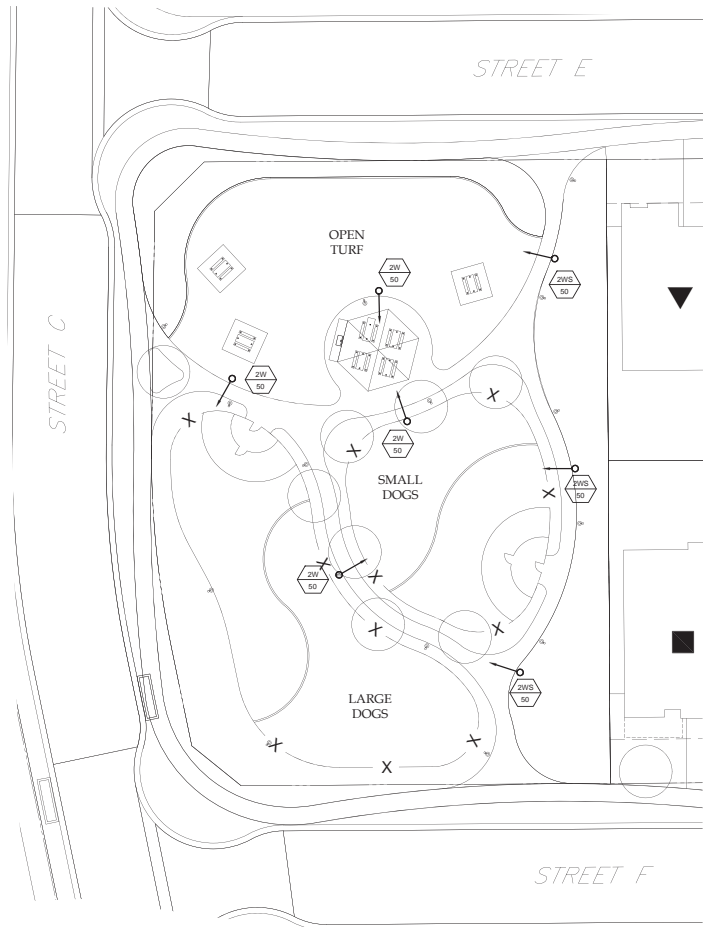 STREET E
OPEN
TURF
2W
50
2WS
50
STREET C
2W
50
X
X
2W
50
X
SMALL
DOGS
2WS
50
X
X
2W
50
X
X
X
LARGE
DOGS
2WS
50
X
X
X
STREET F